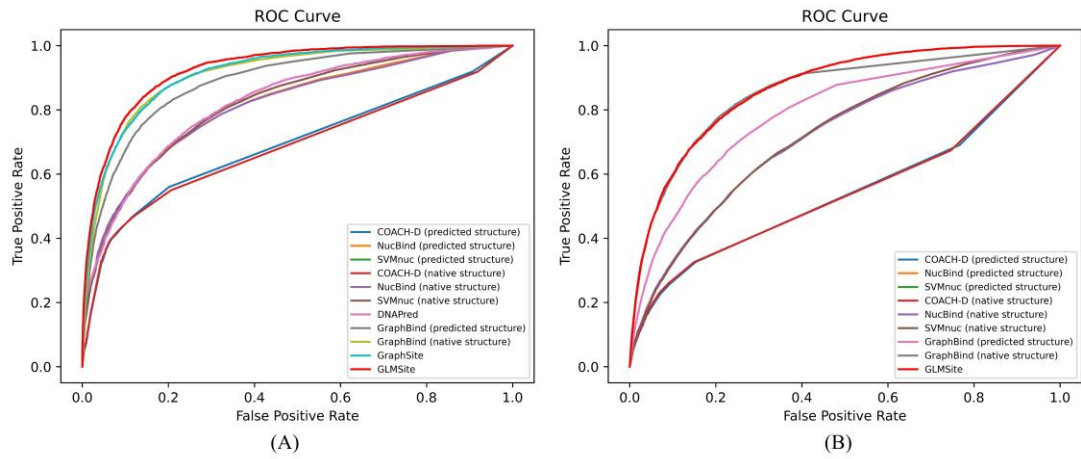 ROC Curve
True Positive Rate
1.0
0.8
0.6
0.4
0.2
0.0
COACH-D (predicted structure)
NucBind (predicted structure)
SVMnuc (predicted structure)
COACH-D (native structure)
NucBind (native structure)
SVMnuc (native structure)
DNAPred
GraphBind (predicted structure)
GraphBind (native structure)
GraphSite
GLMSite
0.0 0.2 0.4 0.6 0.8 1.0
False Positive Rate
(A)
ROC Curve
True Positive Rate
1.0
0.8
0.6
0.4
0.2
0.0
COACH-D (predicted structure)
NucBind (predicted structure)
SVMnuc (predicted structure)
COACH-D (native structure)
NucBind (native structure)
SVMnuc (native structure)
GraphBind (predicted structure)
GraphBind (native structure)
GLMSite
0.0 0.2 0.4 0.6 0.8 1.0
False Positive Rate
(B)